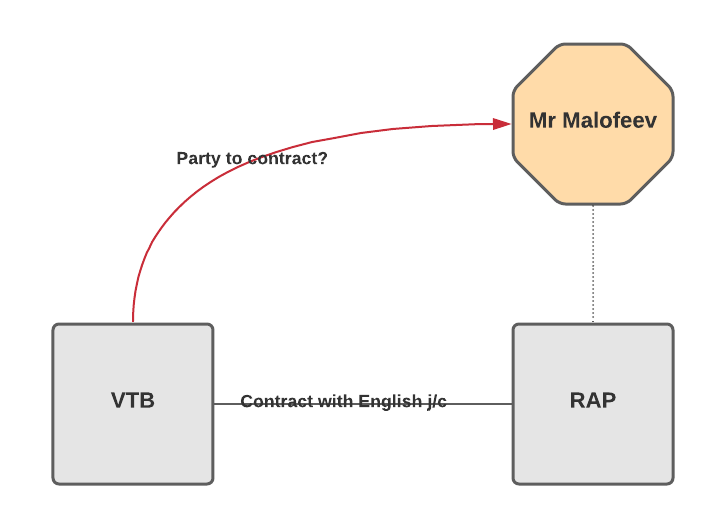 Mr Malofeev
Party to contract?
VTB
Contract with English j/c
RAP